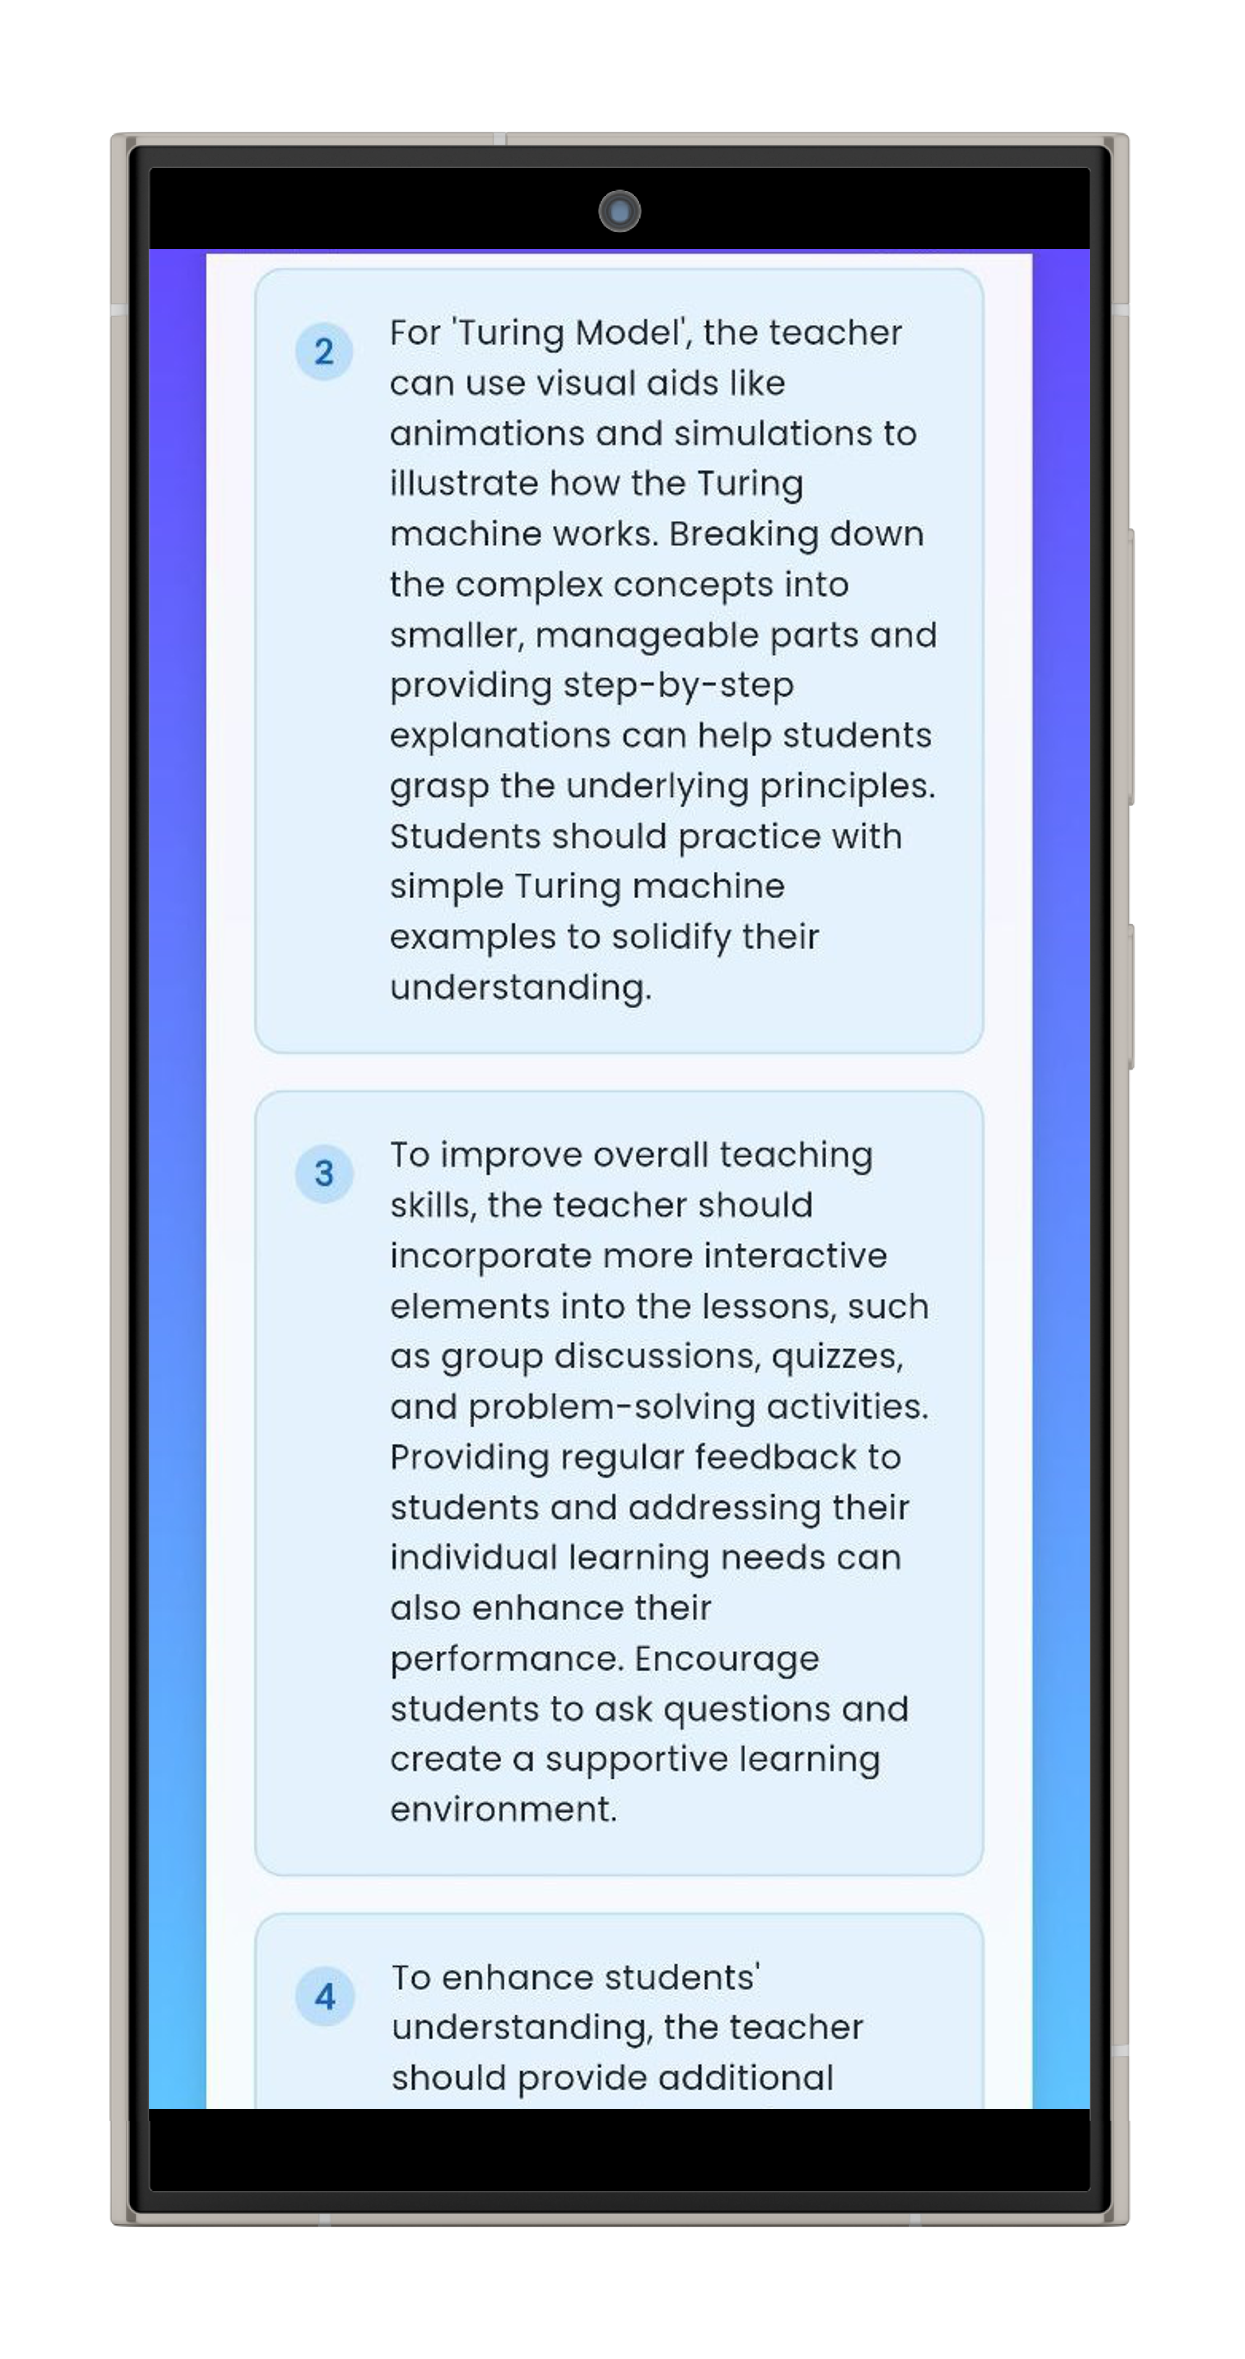 2
For 'Turing Model', the teacher
can use visual aids like
animations and simulations to
illustrate how the Turing
machine works. Breaking down
the complex concepts into
smaller, manageable parts and
providing step-by-step
explanations can help students
grasp the underlying principles.
Students should practice with
simple Turing machine
examples to solidify their
understanding.
3
To improve overall teaching
skills, the teacher should
incorporate more interactive
elements into the lessons, such
as group discussions, quizzes,
and problem-solving activities.
Providing regular feedback to
students and addressing their
individual learning needs can
also enhance their
performance. Encourage
students to ask questions and
create a supportive learning
environment.
4
To enhance students'
understanding, the teacher
should provide additional